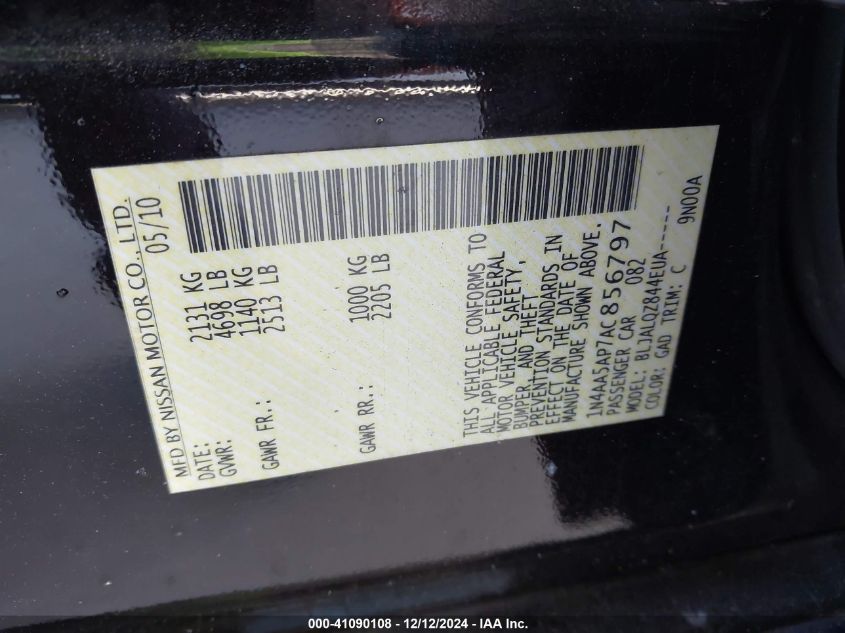 MFD BY NISSAN MOTOR CO., LTD.
DATE: 05/10
GVWR: 2131 KG
4698 LB
GAWR FR.: 1140 KG
2513 LB
GAWR RR.: 1000 KG
2205 LB
THIS VEHICLE CONFORMS TO
ALL APPLICABLE FEDERAL
MOTOR VEHICLE SAFETY,
BUMPER, AND THEFT
PREVENTION STANDARDS IN
EFFECT ON THE DATE OF
MANUFACTURE SHOWN ABOVE.
1N4AA5AP7AC856797
PASSENGER CAR 082
MODEL: BLJALQZ844EUA-----
COLOR: GAD TRIM: C 9N00A
000-41090108 - 12/12/2024 - IAA Inc.